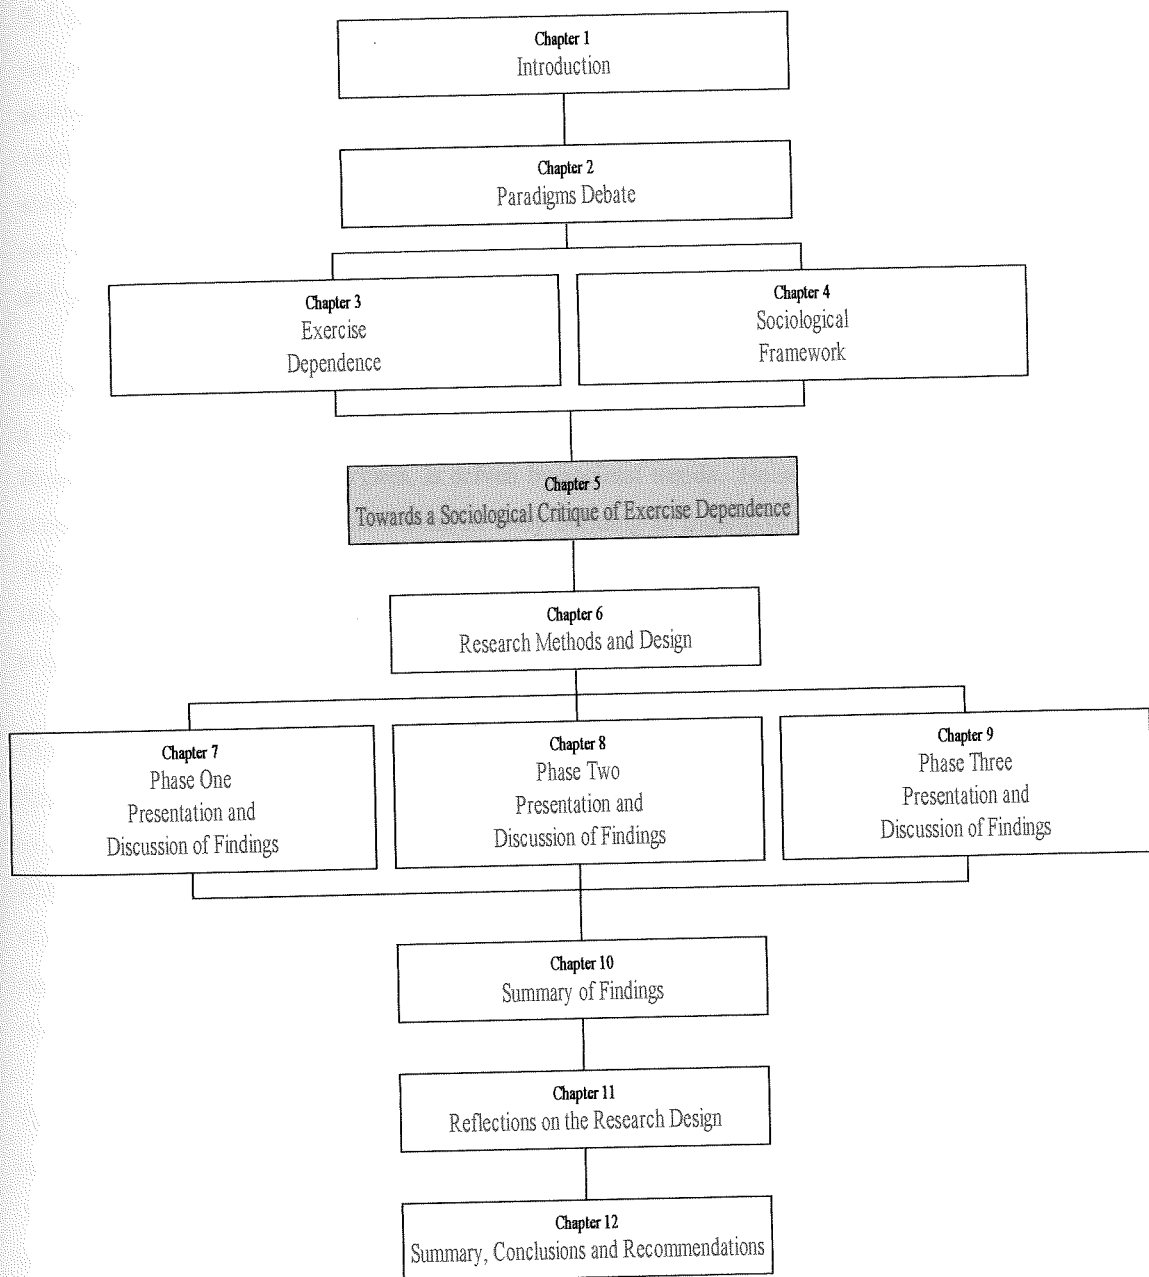 Chapter 1
Introduction
Chapter 2
Paradigms Debate
Chapter 3
Exercise
Dependence
Chapter 4
Sociological
Framework
Chapter 5
Towards a Sociological Critique of Exercise Dependence
Chapter 6
Research Methods and Design
Chapter 7
Phase One
Presentation and
Discussion of Findings
Chapter 8
Phase Two
Presentation and
Discussion of Findings
Chapter 9
Phase Three
Presentation and
Discussion of Findings
Chapter 10
Summary of Findings
Chapter 11
Reflections on the Research Design
Chapter 12
Summary, Conclusions and Recommendations